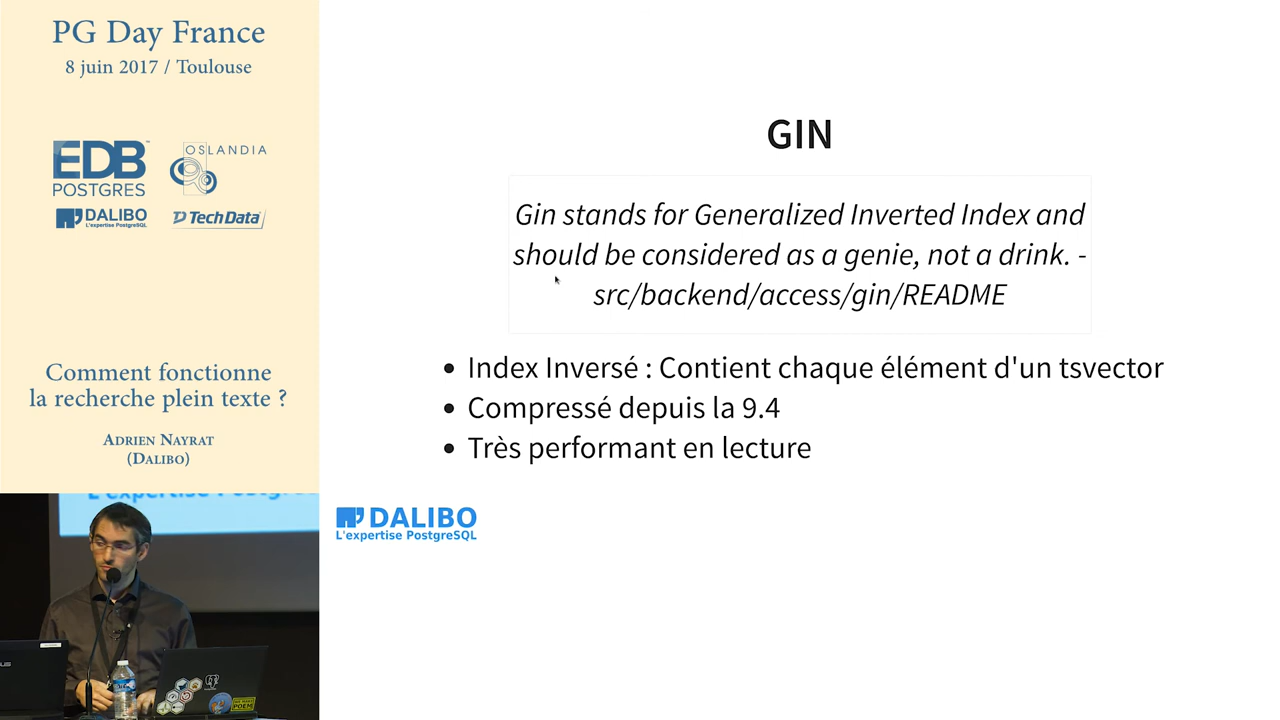 PG Day France
8 juin 2017 / Toulouse
EDB
POSTGRES
OSLANDIA
DALIBO
L'expertise PostgreSQL
Tech Data
Comment fonctionne
la recherche plein texte ?
Adrien Nayrat
(Dalibo)
GIN
Gin stands for Generalized Inverted Index and
should be considered as a genie, not a drink. -
src/backend/access/gin/README
• Index Inversé : Contient chaque élément d'un tsvector
• Compressé depuis la 9.4
• Très performant en lecture
DALIBO
L'expertise PostgreSQL